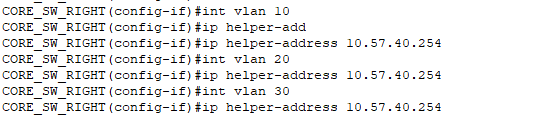 CORE_SW_RIGHT(config-if)#int vlan 10
CORE_SW_RIGHT(config-if)#ip helper-add
CORE_SW_RIGHT(config-if)#ip helper-address 10.57.40.254
CORE_SW_RIGHT(config-if)#int vlan 20
CORE_SW_RIGHT(config-if)#ip helper-address 10.57.40.254
CORE_SW_RIGHT(config-if)#int vlan 30
CORE_SW_RIGHT(config-if)#ip helper-address 10.57.40.254